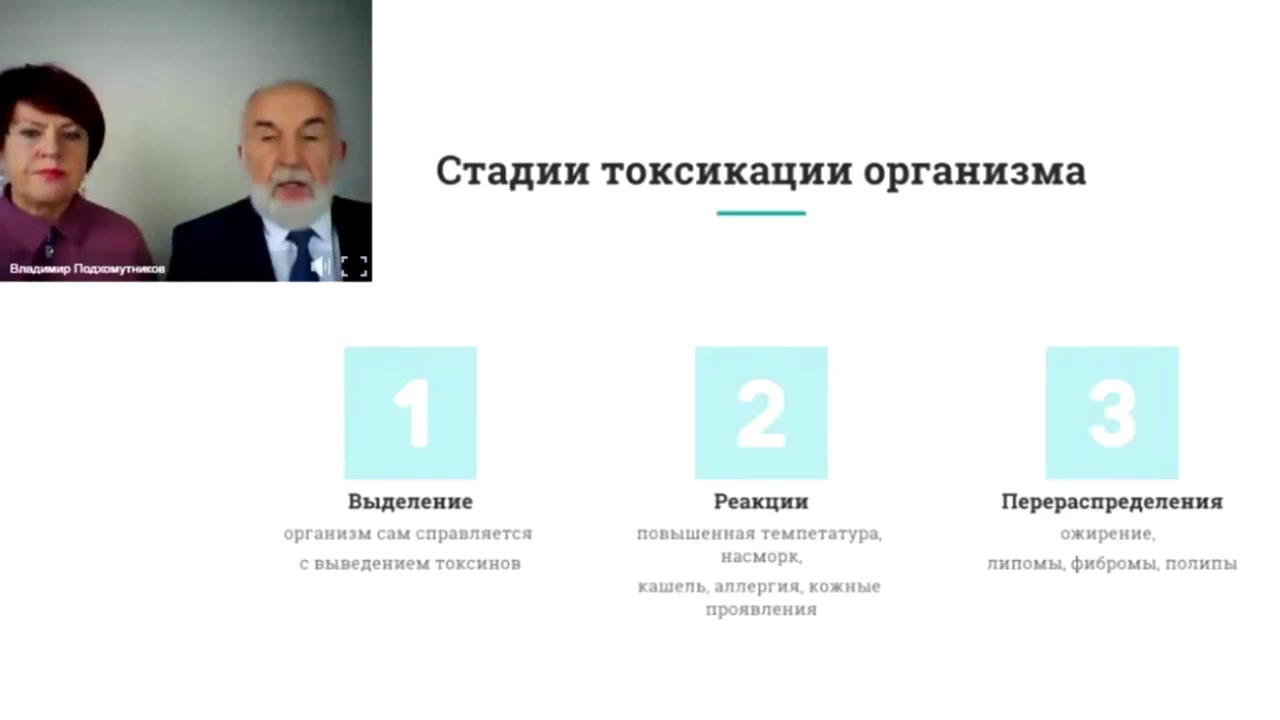 Владимир Подхомутников
Стадии токсикации организма
1
Выделение
организм сам справляется
с выведением токсинов
2
Реакции
повышенная темпетатура,
насморк,
кашель, аллергия, кожные
проявления
3
Перераспределения
ожирение,
липомы, фибромы, полипы